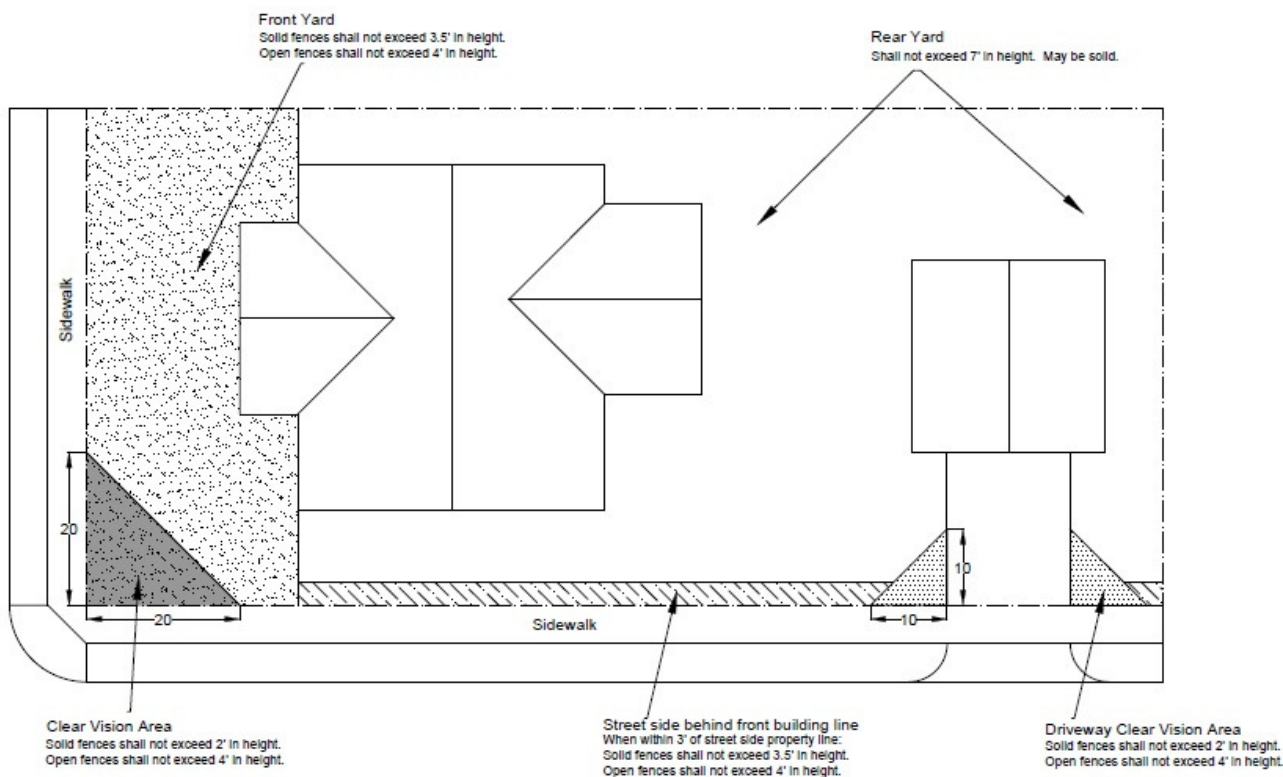 Front Yard
Solid fences shall not exceed 3.5' in height.
Open fences shall not exceed 4' in height.
Rear Yard
Shall not exceed 7' in height. May be solid.
Sidewalk
20
20
10
10
Sidewalk
Clear Vision Area
Solid fences shall not exceed 2' in height.
Open fences shall not exceed 4' in height.
Street side behind front building line
When within 3' of street side property line:
Solid fences shall not exceed 3.5' in height.
Open fences shall not exceed 4' in height.
Driveway Clear Vision Area
Solid fences shall not exceed 2' in height.
Open fences shall not exceed 4' in height.